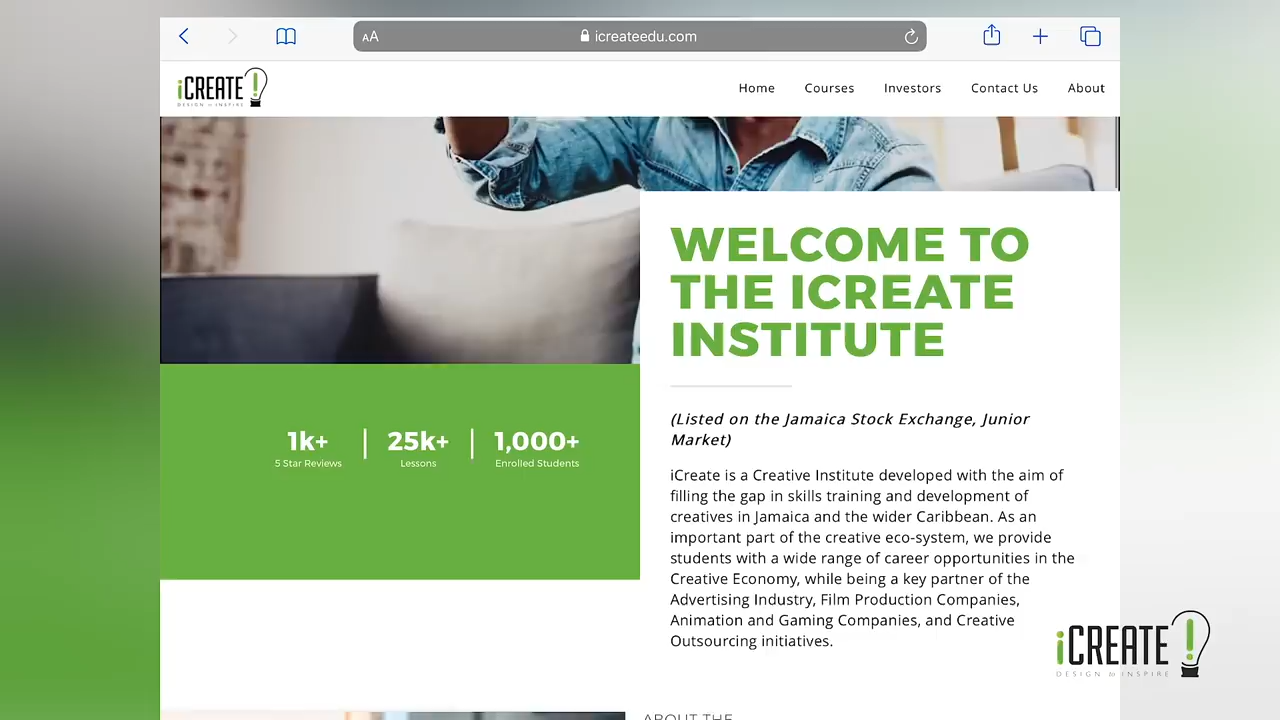 AA
icreateedu.com
iCREATE
DESIGN to INSPIRE
Home
Courses
Investors
Contact Us
About
WELCOME TO
THE ICREATE
INSTITUTE
(Listed on the Jamaica Stock Exchange, Junior
Market)
1k+
5 Star Reviews
25k+
Lessons
1,000+
Enrolled Students
iCreate is a Creative Institute developed with the aim of
filling the gap in skills training and development of
creatives in Jamaica and the wider Caribbean. As an
important part of the creative eco-system, we provide
students with a wide range of career opportunities in the
Creative Economy, while being a key partner of the
Advertising Industry, Film Production Companies,
Animation and Gaming Companies, and Creative
Outsourcing initiatives.
iCREATE
DESIGN to INSPIRE
ABOUT THE